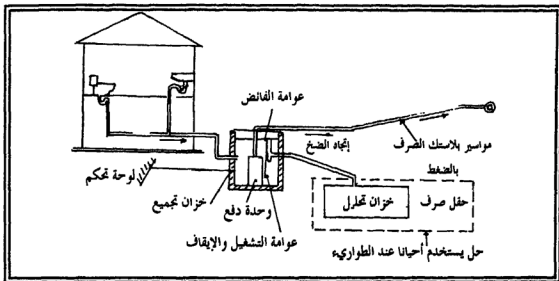 عوامة الفائض
مواسير بلاستك الصرف
بالضغط
إتجاه الضخ
لوحة تحكم
خزان تجميع
وحدة دفع
عوامة التشغيل والإيقاف
حقل صرف
خزان تحلل
حل يستخدم أحيانا عند الطواريء